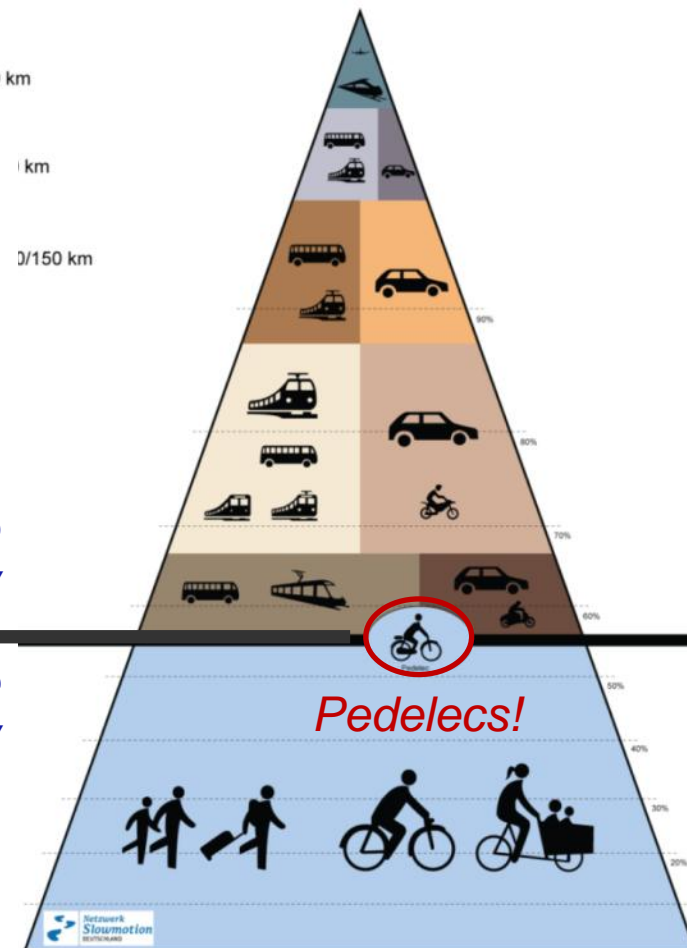 km
km
0/150 km
90%
80%
70%
60%
Pedelec
50%
Pedelecs!
40%
30%
20%
Netzwerk
Slowmotion
DEUTSCHLAND